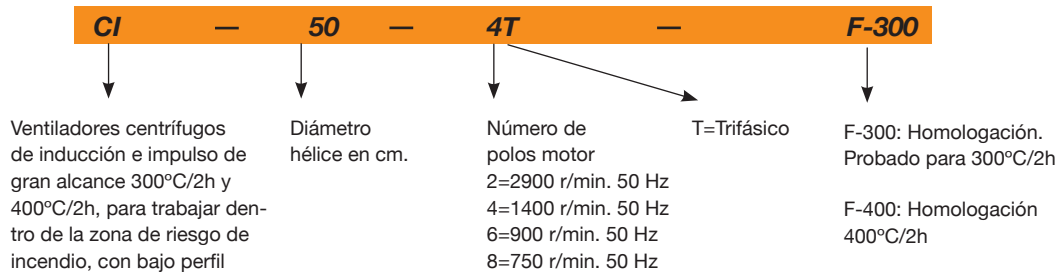 CI — 50 — 4T — F-300
Ventiladores centrífugos
de inducción e impulso de
gran alcance 300ºC/2h y
400ºC/2h, para trabajar den-
tro de la zona de riesgo de
incendio, con bajo perfil
Diámetro
hélice en cm.
Número de
polos motor
2=2900 r/min. 50 Hz
4=1400 r/min. 50 Hz
6=900 r/min. 50 Hz
8=750 r/min. 50 Hz
T=Trifásico
F-300: Homologación.
Probado para 300ºC/2h
F-400: Homologación
400ºC/2h